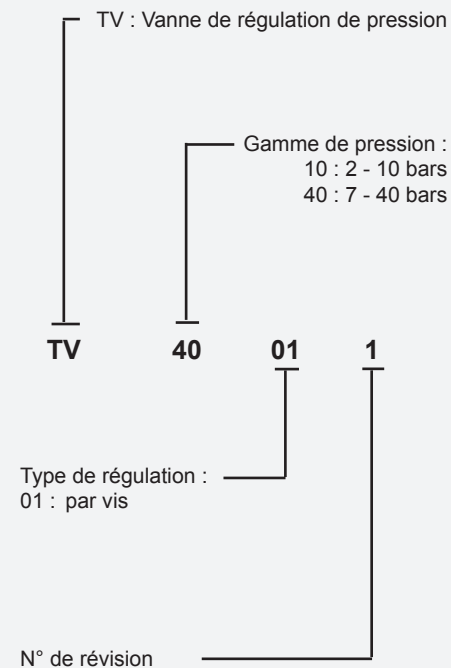 TV : Vanne de régulation de pression
Gamme de pression :
10 : 2 - 10 bars
40 : 7 - 40 bars
TV 40 01 1
Type de régulation :
01 : par vis
N° de révision